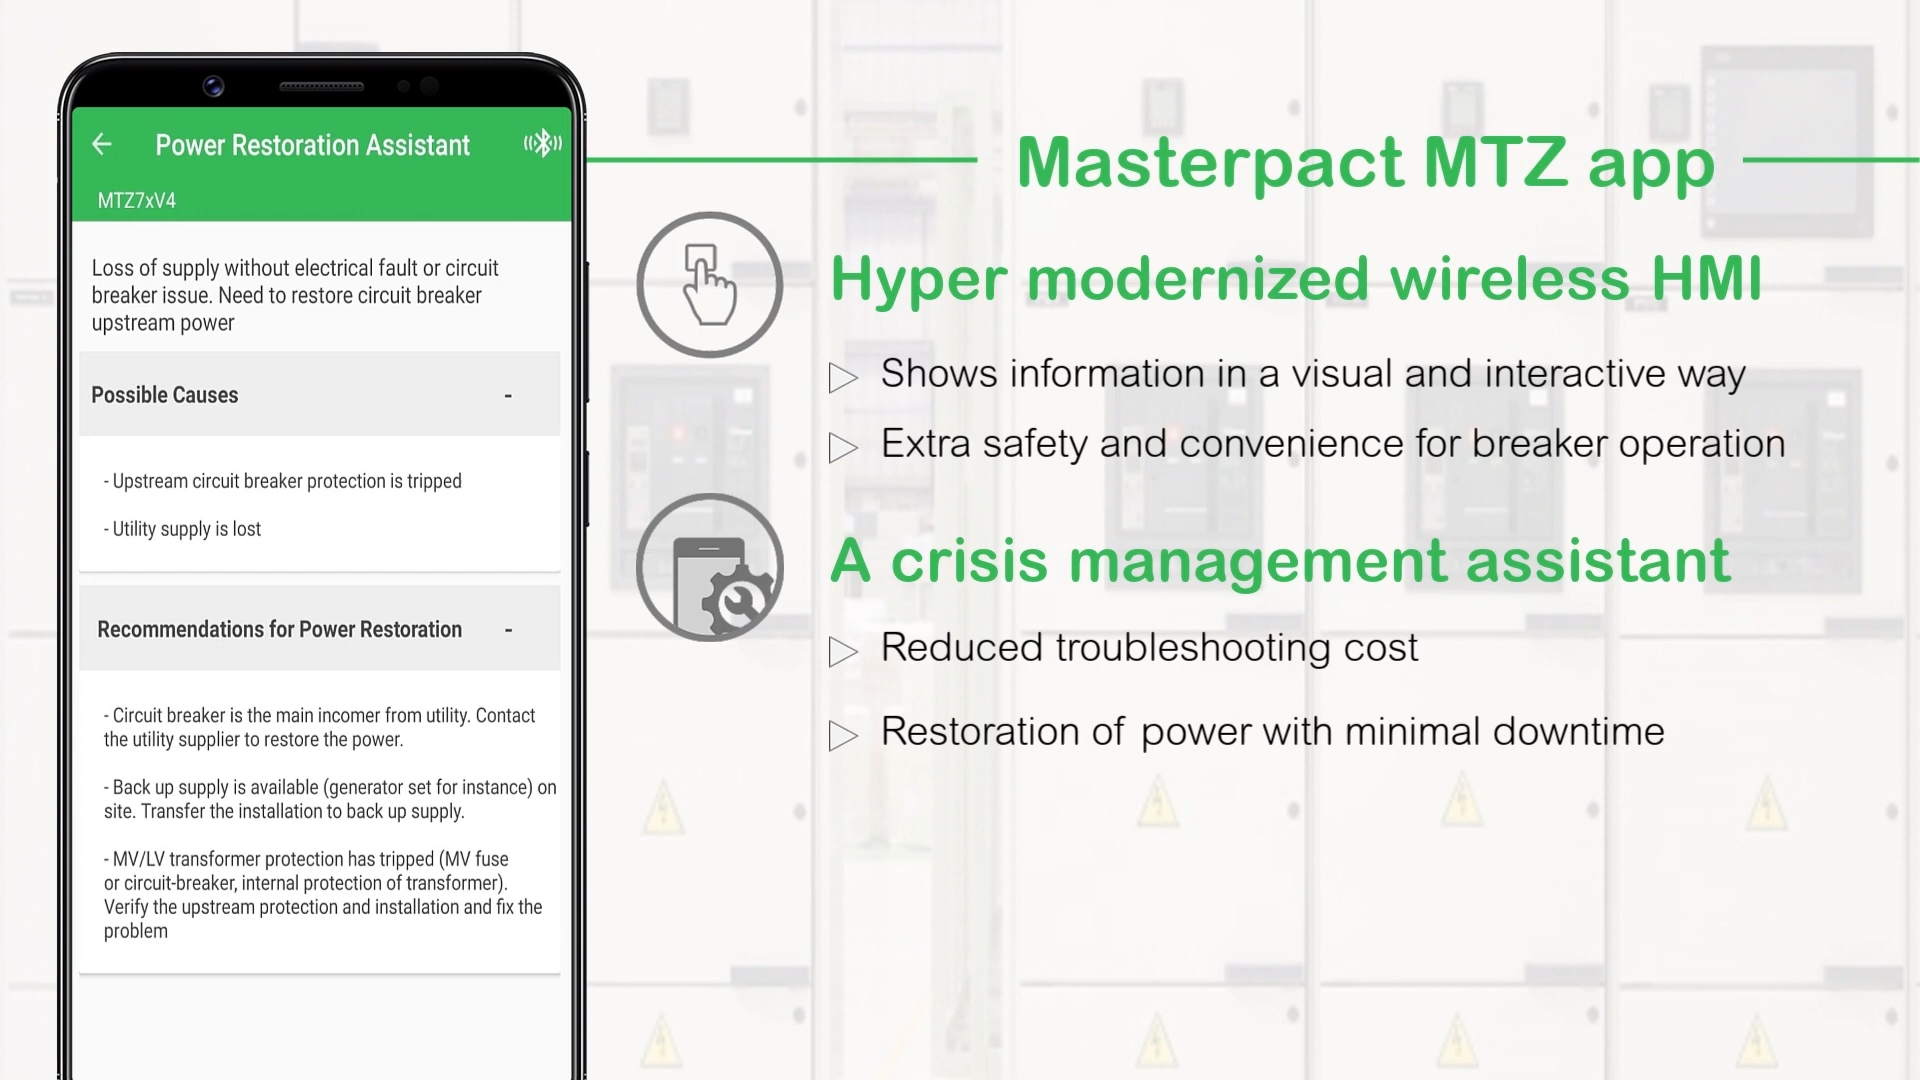 Power Restoration Assistant
MTZ7xV4
Loss of supply without electrical fault or circuit
breaker issue. Need to restore circuit breaker
upstream power
Possible Causes -
- Upstream circuit breaker protection is tripped
- Utility supply is lost
Recommendations for Power Restoration -
- Circuit breaker is the main incomer from utility. Contact
the utility supplier to restore the power.
- Back up supply is available (generator set for instance) on
site. Transfer the installation to back up supply.
- MV/LV transformer protection has tripped (MV fuse
or circuit-breaker, internal protection of transformer).
Verify the upstream protection and installation and fix the
problem
Masterpact MTZ app
Hyper modernized wireless HMI
Shows information in a visual and interactive way
Extra safety and convenience for breaker operation
A crisis management assistant
Reduced troubleshooting cost
Restoration of power with minimal downtime